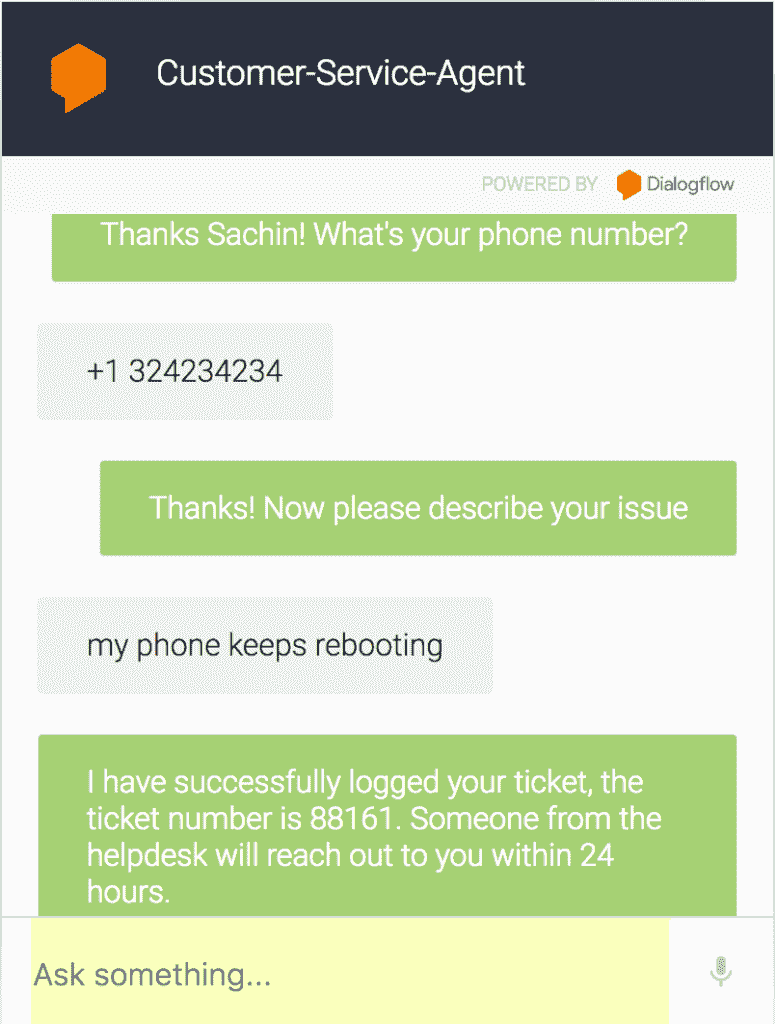 Customer-Service-Agent
POWERED BY Dialogflow
Thanks Sachin! What's your phone number?
+1 324234234
Thanks! Now please describe your issue
my phone keeps rebooting
I have successfully logged your ticket, the
ticket number is 88161. Someone from the
helpdesk will reach out to you within 24
hours.
Ask something...